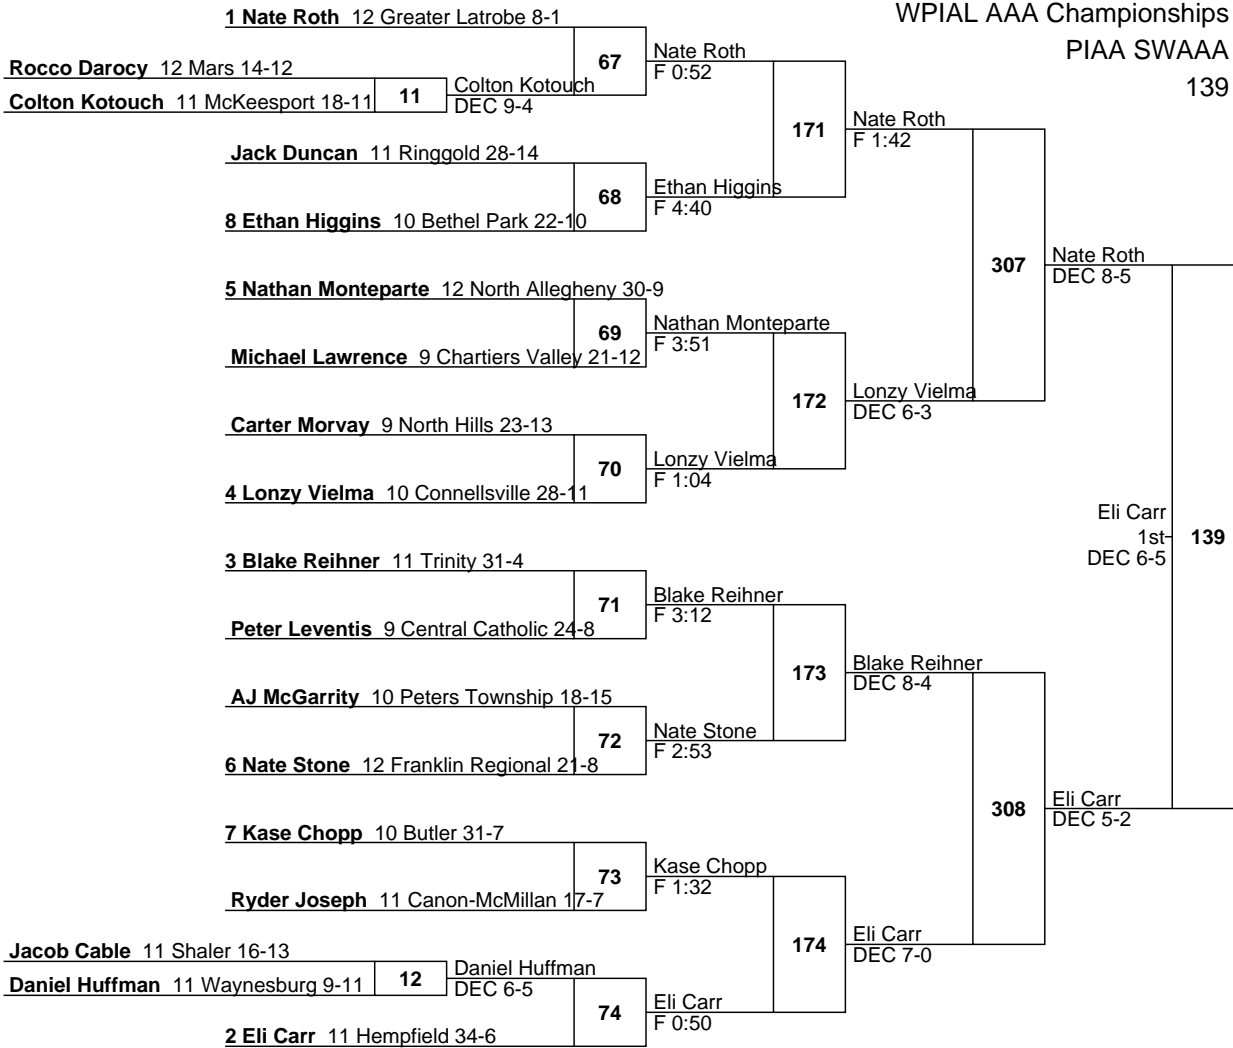 WPIAL AAA Championships
PIAA SWAAA
139
1 Nate Roth 12 Greater Latrobe 8-1
67
Nate Roth
F 0:52
Rocco Darocy 12 Mars 14-12
Colton Kotouch 11 McKeesport 18-11
11
Colton Kotouch
DEC 9-4
171
Nate Roth
F 1:42
Jack Duncan 11 Ringgold 28-14
68
Ethan Higgins
F 4:40
8 Ethan Higgins 10 Bethel Park 22-10
307
Nate Roth
DEC 8-5
5 Nathan Monteparte 12 North Allegheny 30-9
69
Nathan Monteparte
F 3:51
Michael Lawrence 9 Chartiers Valley 21-12
172
Lonzy Vielma
DEC 6-3
Carter Morvay 9 North Hills 23-13
70
Lonzy Vielma
F 1:04
4 Lonzy Vielma 10 Connellsville 28-11
Eli Carr
1st
DEC 6-5
139
3 Blake Reihner 11 Trinity 31-4
71
Blake Reihner
F 3:12
Peter Leventis 9 Central Catholic 24-8
173
Blake Reihner
DEC 8-4
AJ McGarrity 10 Peters Township 18-15
72
Nate Stone
F 2:53
6 Nate Stone 12 Franklin Regional 21-8
308
Eli Carr
DEC 5-2
7 Kase Chopp 10 Butler 31-7
73
Kase Chopp
F 1:32
Ryder Joseph 11 Canon-McMillan 17-7
174
Eli Carr
DEC 7-0
Jacob Cable 11 Shaler 16-13
Daniel Huffman 11 Waynesburg 9-11
12
Daniel Huffman
DEC 6-5
74
Eli Carr
F 0:50
2 Eli Carr 11 Hempfield 34-6